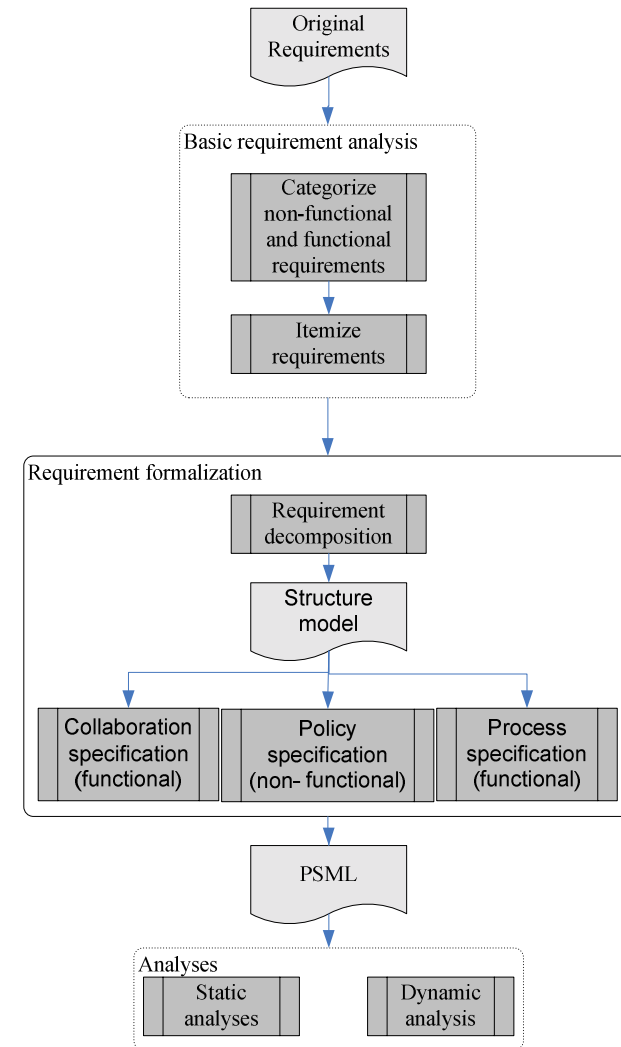 Original
Requirements
Basic requirement analysis
Categorize
non-functional
and functional
requirements
Itemize
requirements
Requirement formalization
Requirement
decomposition
Structure
model
Collaboration
specification
(functional)
Policy
specification
(non- functional)
Process
specification
(functional)
PSML
Analyses
Static
analyses
Dynamic
analysis